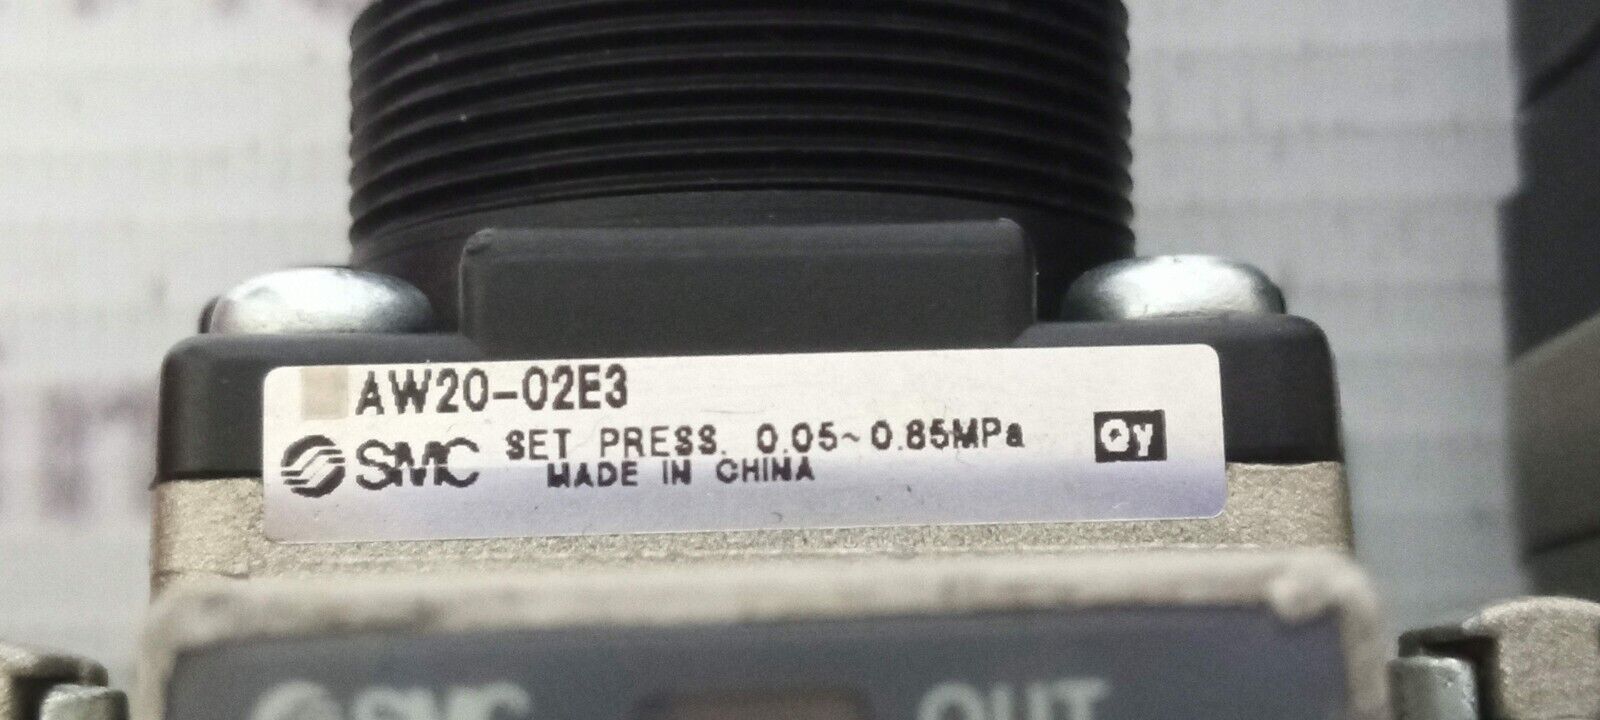 AW20-02E3
SMC SET PRESS. 0.05~0.85MPa
MADE IN CHINA
Qy
SMC OUT